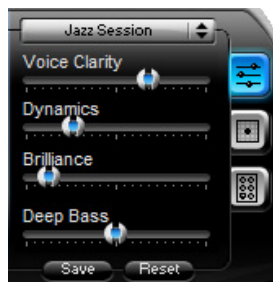 Jazz Session
Voice Clarity
Dynamics
Brilliance
Deep Bass
Save Reset